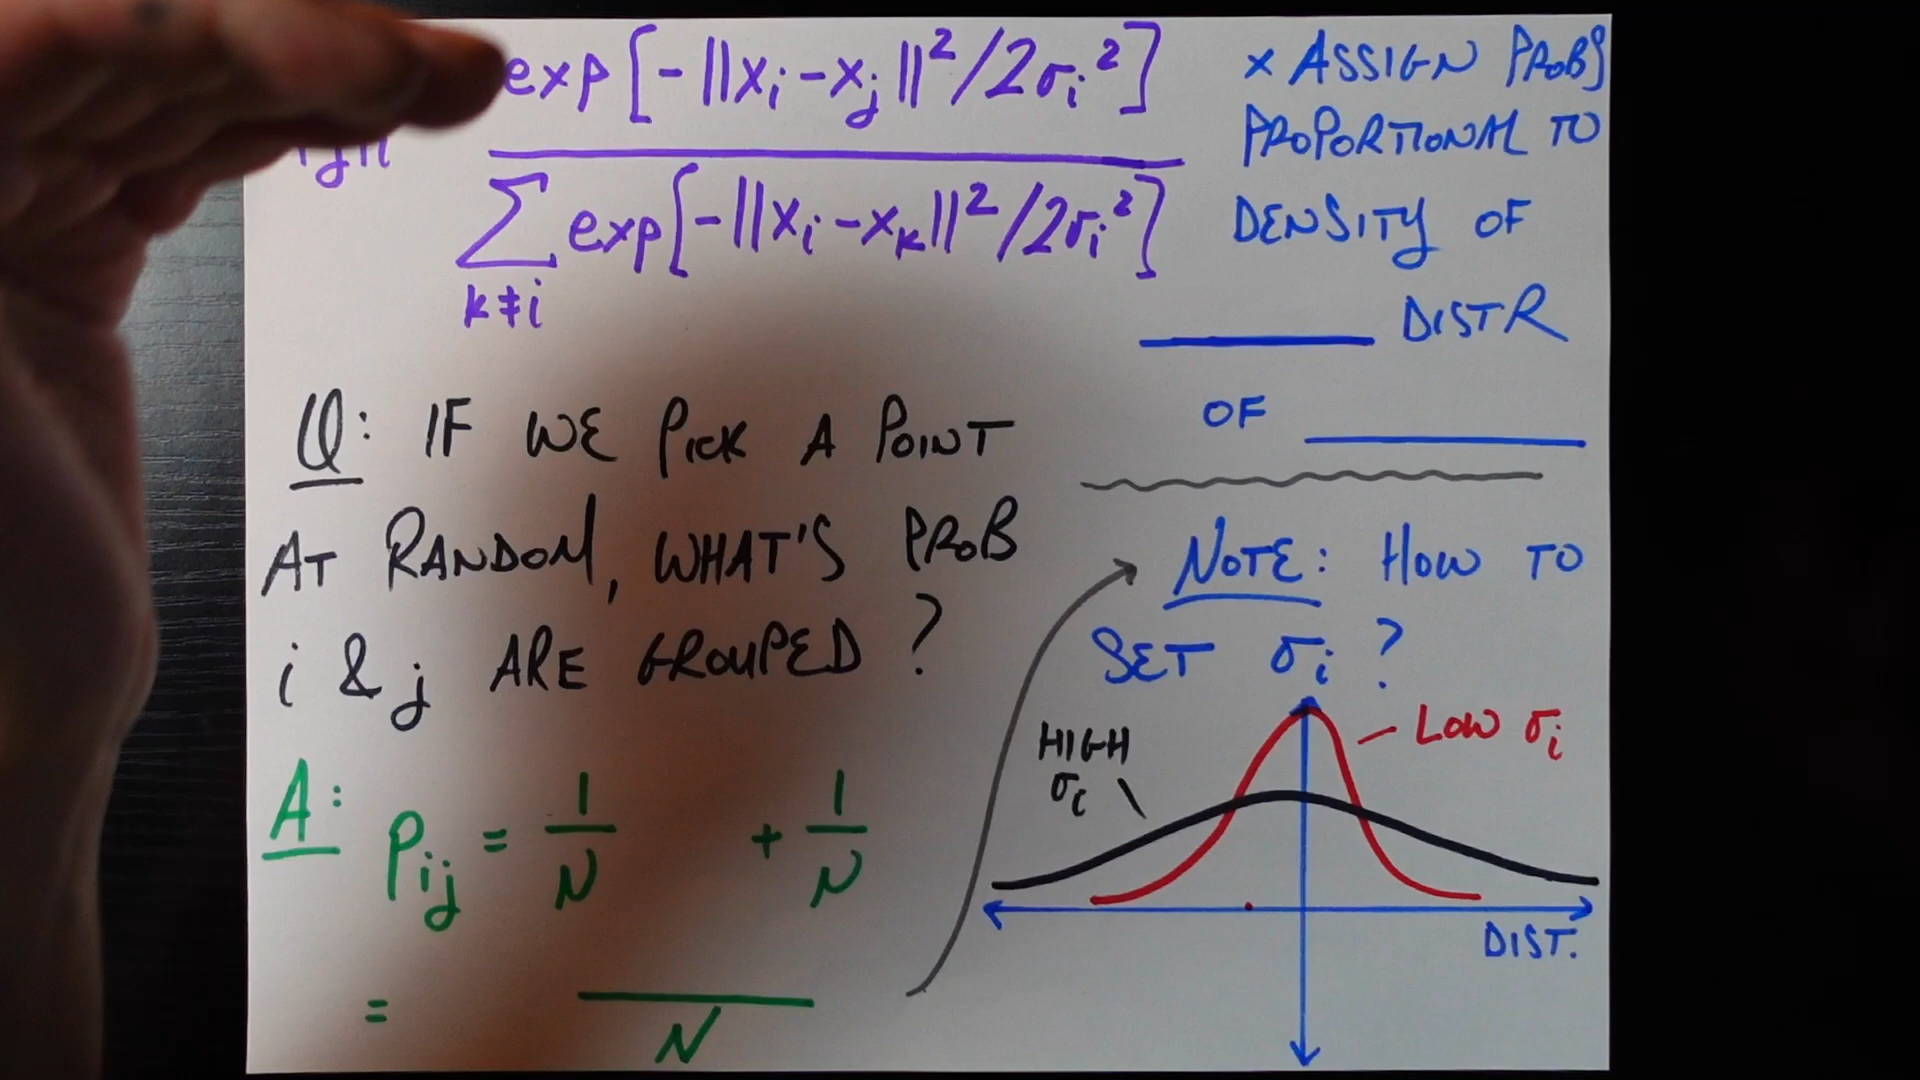 exp[-||xi-xj||²/2σi²]
Σ exp[-||xi-xk||²/2σi²]
k≠i
× ASSIGN PROBS
PROPORTIONAL TO
DENSITY OF
____ DISTR
OF ____
Q: IF WE PICK A POINT
AT RANDOM, WHAT'S PROB
i & j ARE GROUPED?
A: Pij = 1/N + 1/N
= /N
NOTE: HOW TO
SET σi?
HIGH
σi
LOW σi
DIST.